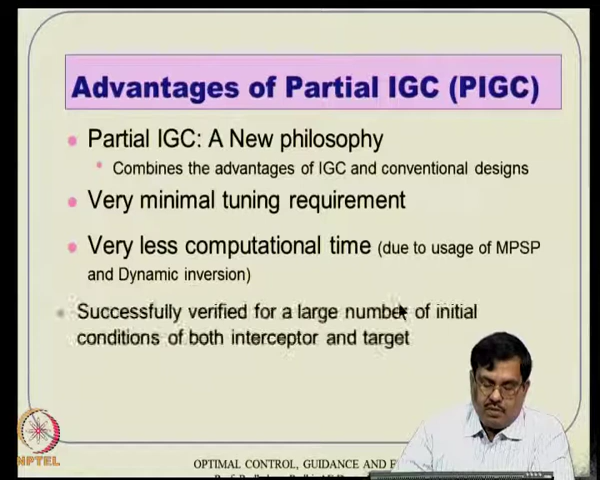 Advantages of Partial IGC (PIGC)
Partial IGC: A New philosophy
Combines the advantages of IGC and conventional designs
Very minimal tuning requirement
Very less computational time (due to usage of MPSP
and Dynamic inversion)
Successfully verified for a large number of initial
conditions of both interceptor and target
NPTEL
OPTIMAL CONTROL, GUIDANCE AND